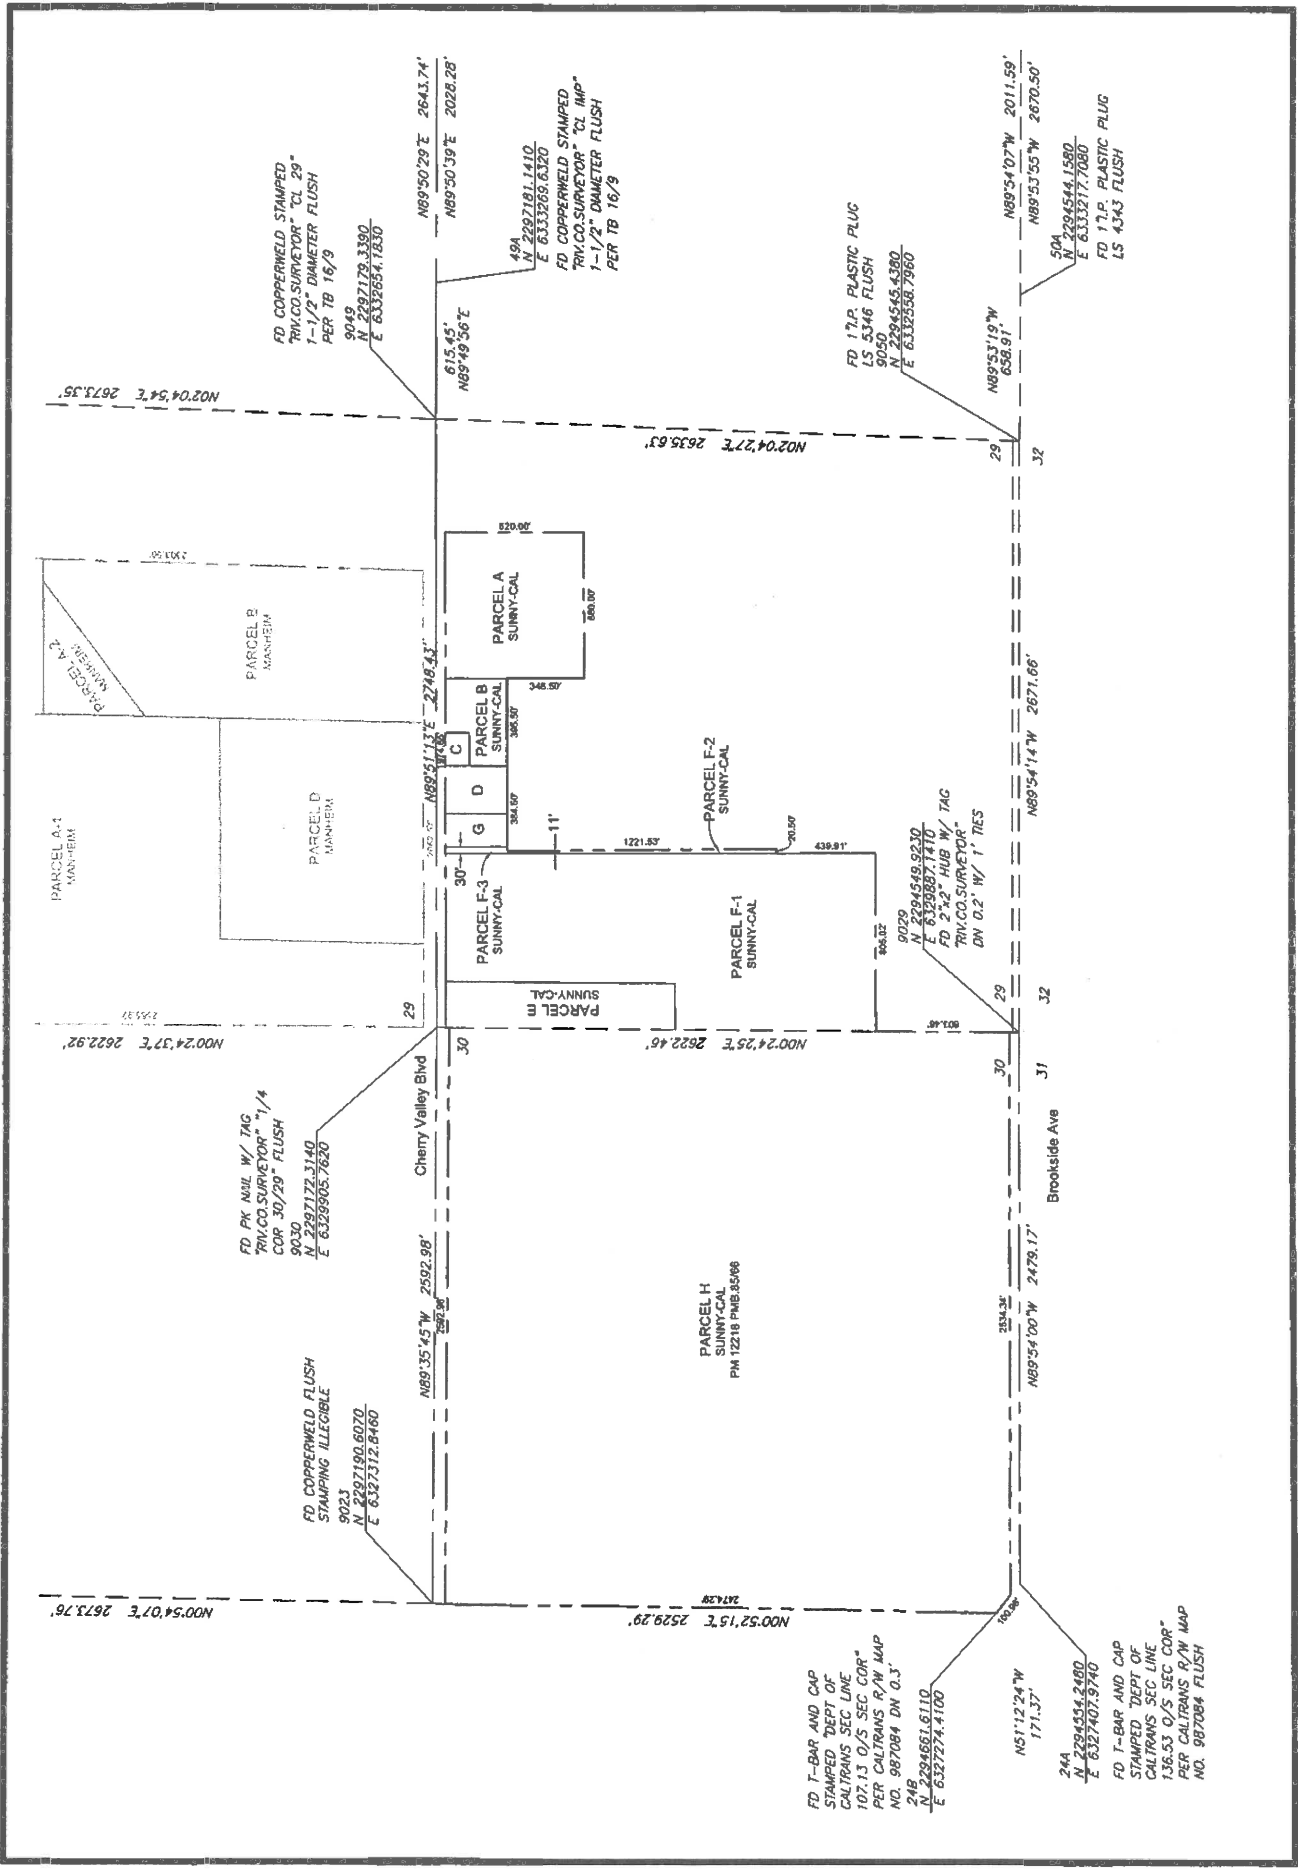 N00°54'07"E 2673.76'
FD COPPERWELD FLUSH
STAMPING ILLEGIBLE
9023
N 2297190.6070
E 6327312.8460
N89°35'45"W 2592.98'
2592.98'
FD PK NAIL W/ TAG
"RIV.CO.SURVEYOR" "1/4
COR 30/29" FLUSH
9030
N 2297172.3140
E 6329905.7620
Cherry Valley Blvd
N00°24'37"E 2622.92'
29
30
PARCEL A-1
MANHEIM
PARCEL D
MANHEIM
PARCEL A-2
MANHEIM
PARCEL B
MANHEIM
N89°51'13"E 2748.43'
N02°04'54"E 2673.35'
FD COPPERWELD STAMPED
"RIV.CO.SURVEYOR" "CL 29"
1-1/2" DIAMETER FLUSH
PER TB 16/9
9049
N 2297179.3390
E 6332654.1830
615.45'
N89°49'56"E
N89°50'29"E 2643.74'
N89°50'39"E 2028.28'
49A
N 2297181.1410
E 6333269.6320
FD COPPERWELD STAMPED
"RIV.CO.SURVEYOR" "CL IMP"
1-1/2" DIAMETER FLUSH
PER TB 16/9
N00°52'15"E 2529.29'
2474.29'
PARCEL H
SUNNY-CAL
PM 12218 PMB.85/66
N00°24'25"E 2622.46'
PARCEL E
SUNNY-CAL
PARCEL F-3
SUNNY-CAL
30'
G
D
C
PARCEL B
SUNNY-CAL
384.50'
395.50'
348.50'
PARCEL A
SUNNY-CAL
620.00'
11'
1221.53'
PARCEL F-2
SUNNY-CAL
20.50'
439.91'
PARCEL F-1
SUNNY-CAL
805.02'
603.46'
N02°04'27"E 2635.63'
FD T-BAR AND CAP
STAMPED "DEPT OF
CALTRANS SEC LINE
107.13 O/S SEC COR"
PER CALTRANS R/W MAP
NO. 987084 DN 0.3'
24B
N 2294661.6110
E 6327274.4100
100.96'
N51°12'24"W
171.37'
24A
N 2294554.2480
E 6327407.9740
FD T-BAR AND CAP
STAMPED "DEPT OF
CALTRANS SEC LINE
136.53 O/S SEC COR"
PER CALTRANS R/W MAP
NO. 987084 FLUSH
2534.34'
N89°54'00"W 2479.17'
Brookside Ave
30
31
29
32
9029
N 2294549.9230
E 6329887.1410
FD 2"x2" HUB W/ TAG
"RIV.CO.SURVEYOR"
DN 0.2' W/ 1' TIES
N89°54'14"W 2671.66'
29
32
FD 1"I.P. PLASTIC PLUG
LS 5346 FLUSH
9050
N 2294545.4380
E 6332558.7960
N89°53'19"W
658.91'
N89°54'07"W 2011.59'
N89°53'55"W 2670.50'
50A
N 2294544.1580
E 6333217.7080
FD 1"I.P. PLASTIC PLUG
LS 4343 FLUSH